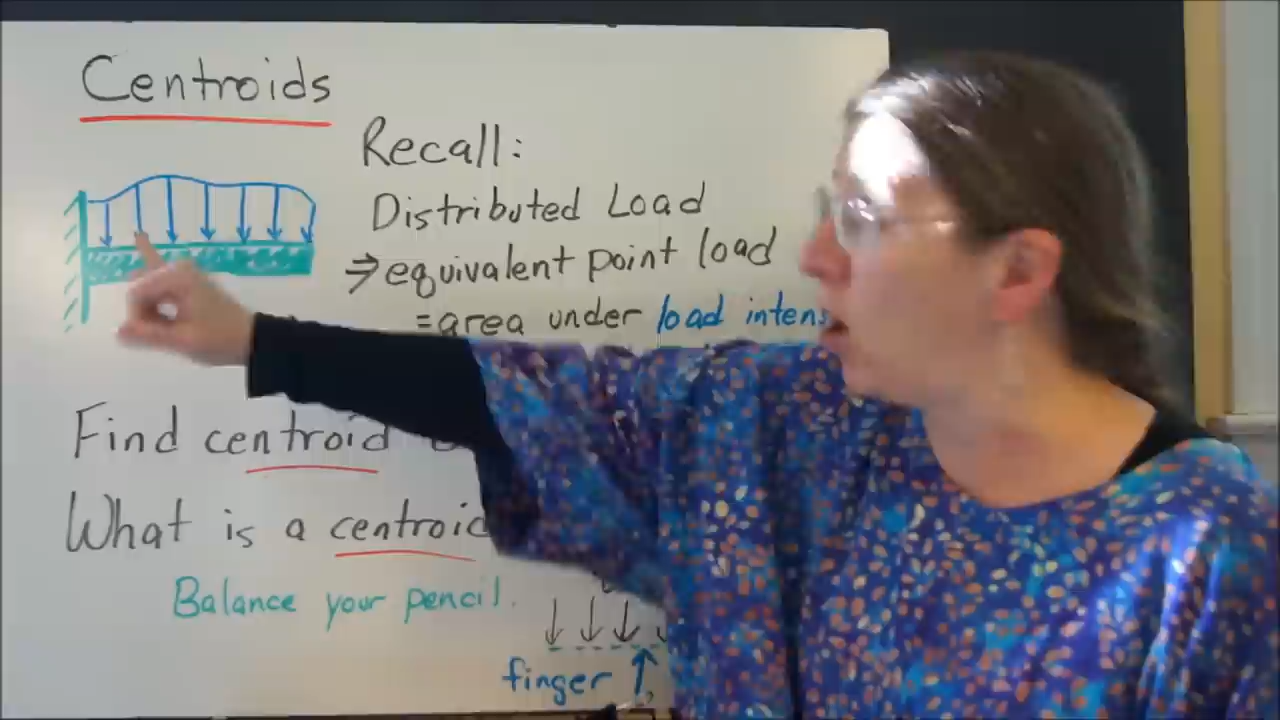 Centroids
Recall:
Distributed Load
⇒ equivalent point load
= area under load intens
Find centroid
What is a centroid
Balance your pencil.
finger